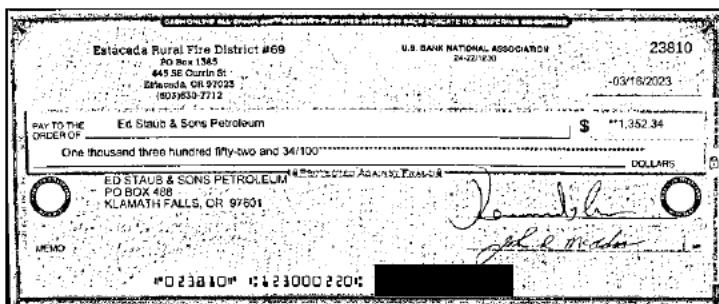 Estacada Rural Fire District #69
PO Box 1385
445 SE Currin St
Estacada, OR 97023
(503)630-7712
U.S. BANK NATIONAL ASSOCIATION
24-22/1230
23810
03/16/2023
PAY TO THE
ORDER OF
Ed Staub & Sons Petroleum
$ **1,352.34
One thousand three hundred fifty-two and 34/100
DOLLARS
ED STAUB & SONS PETROLEUM
PO BOX 488
KLAMATH FALLS, OR 97601
MEMO
⑈023810⑈ ⑆123000220⑆